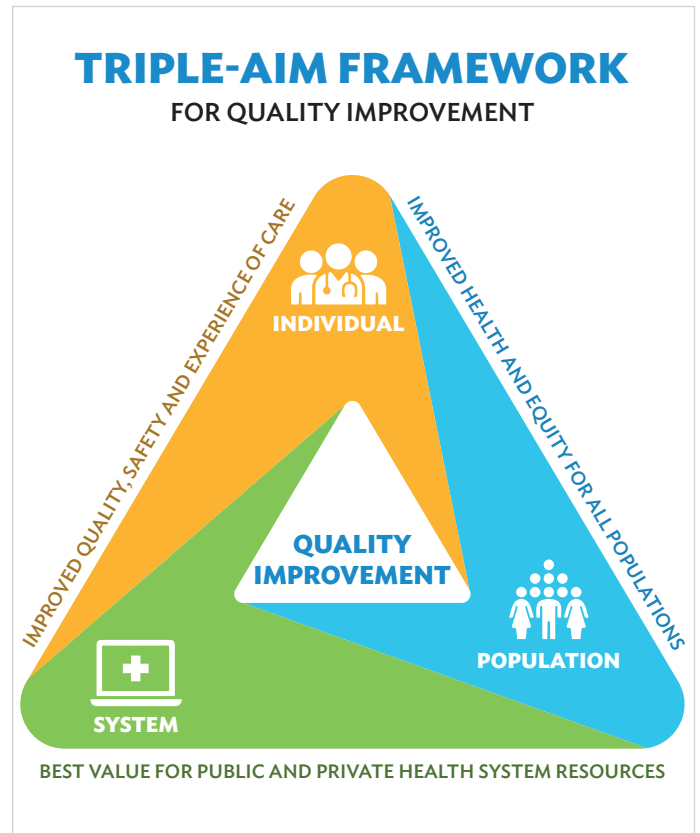 TRIPLE-AIM FRAMEWORK
FOR QUALITY IMPROVEMENT
IMPROVED QUALITY, SAFETY AND EXPERIENCE OF CARE
IMPROVED HEALTH AND EQUITY FOR ALL POPULATIONS
INDIVIDUAL
QUALITY
IMPROVEMENT
POPULATION
SYSTEM
BEST VALUE FOR PUBLIC AND PRIVATE HEALTH SYSTEM RESOURCES